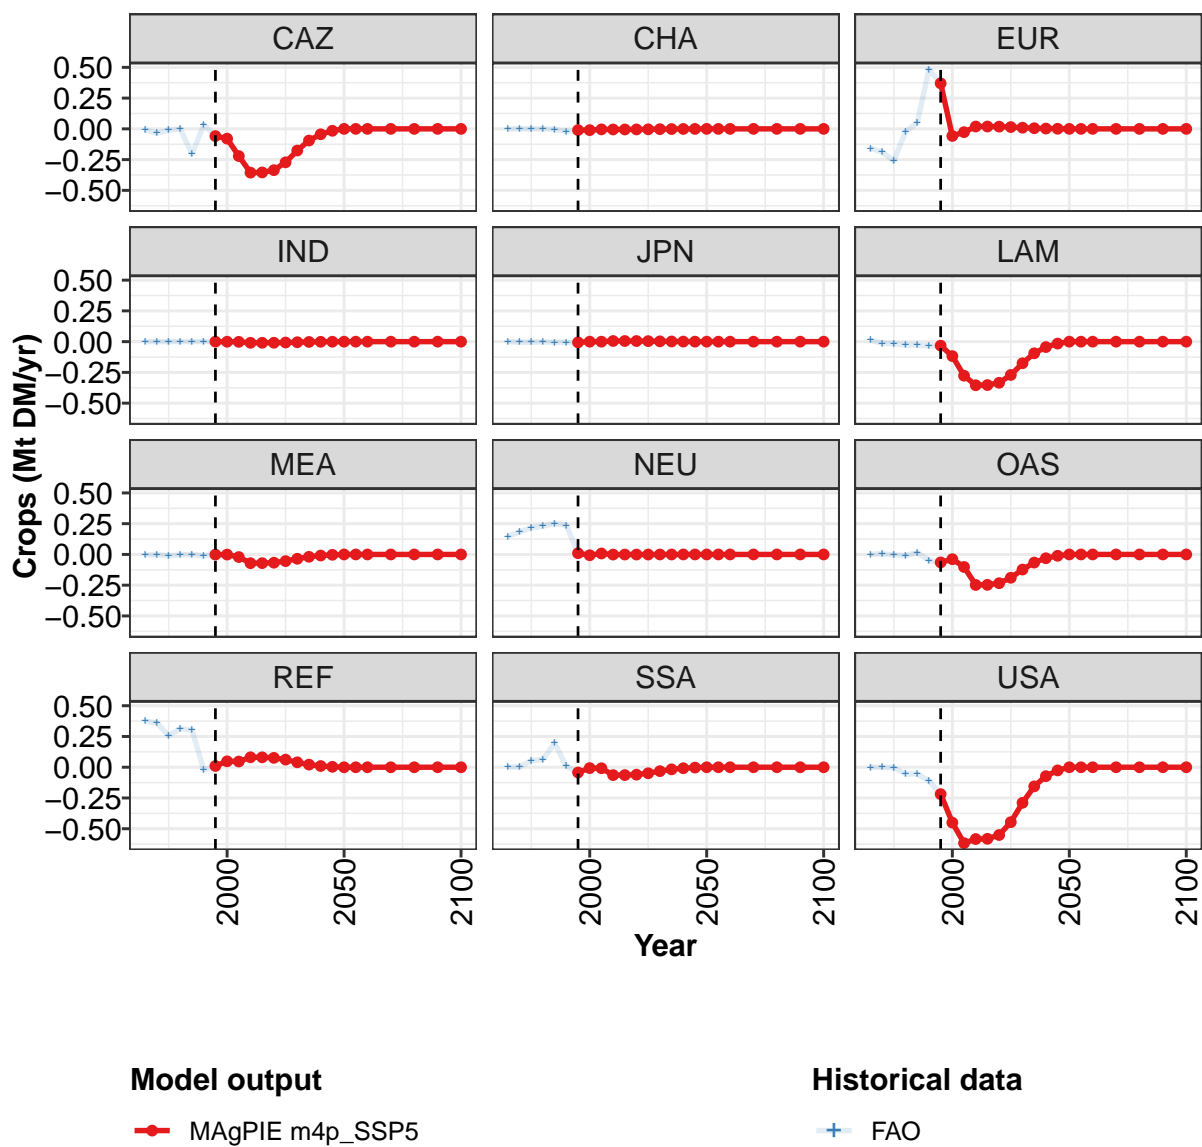 CAZ CHA EUR
0.50
0.25
0.00
−0.25
−0.50
IND JPN LAM
0.50
0.25
0.00
−0.25
−0.50
MEA NEU OAS
0.50
0.25
0.00
−0.25
−0.50
REF SSA USA
0.50
0.25
0.00
−0.25
−0.50
Crops (Mt DM/yr)
2000 2050 2100 2000 2050 2100 2000 2050 2100
Year
Model output Historical data
MAgPIE m4p_SSP5 FAO